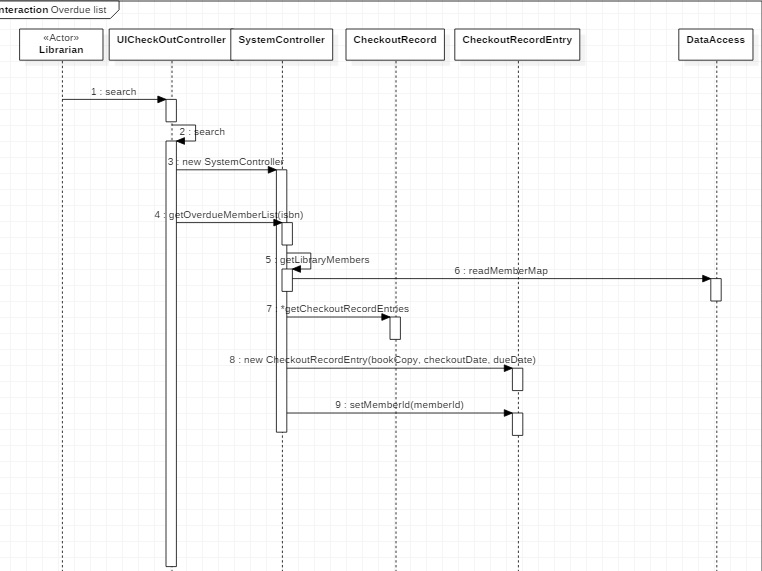 nteraction Overdue list
«Actor»
Librarian
UICheckOutController
SystemController
CheckoutRecord
CheckoutRecordEntry
DataAccess
1 : search
2 : search
3 : new SystemController
4 : getOverdueMemberList(isbn)
5 : getLibraryMembers
6 : readMemberMap
7 : *getCheckoutRecordEntries
8 : new CheckoutRecordEntry(bookCopy, checkoutDate, dueDate)
9 : setMemberId(memberId)